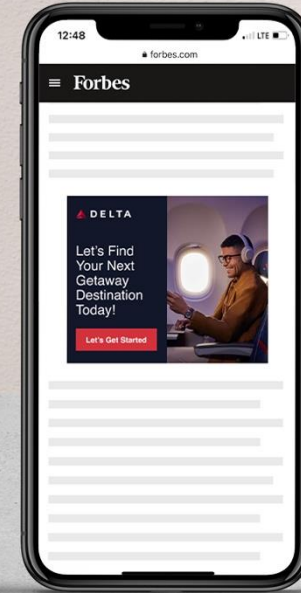 12:48
LTE
forbes.com
Forbes
DELTA
Let's Find
Your Next
Getaway
Destination
Today!
Let's Get Started